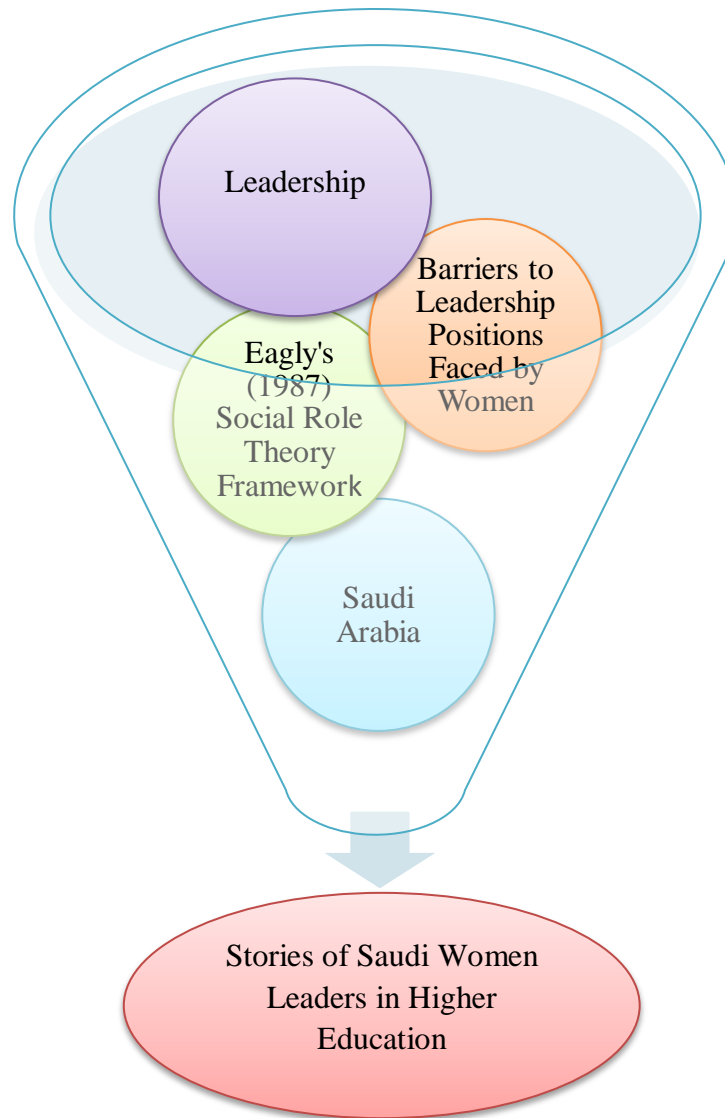 Leadership
Barriers to
Leadership
Positions
Faced by
Women
Eagly's
(1987)
Social Role
Theory
Framework
Saudi
Arabia
Stories of Saudi Women
Leaders in Higher
Education